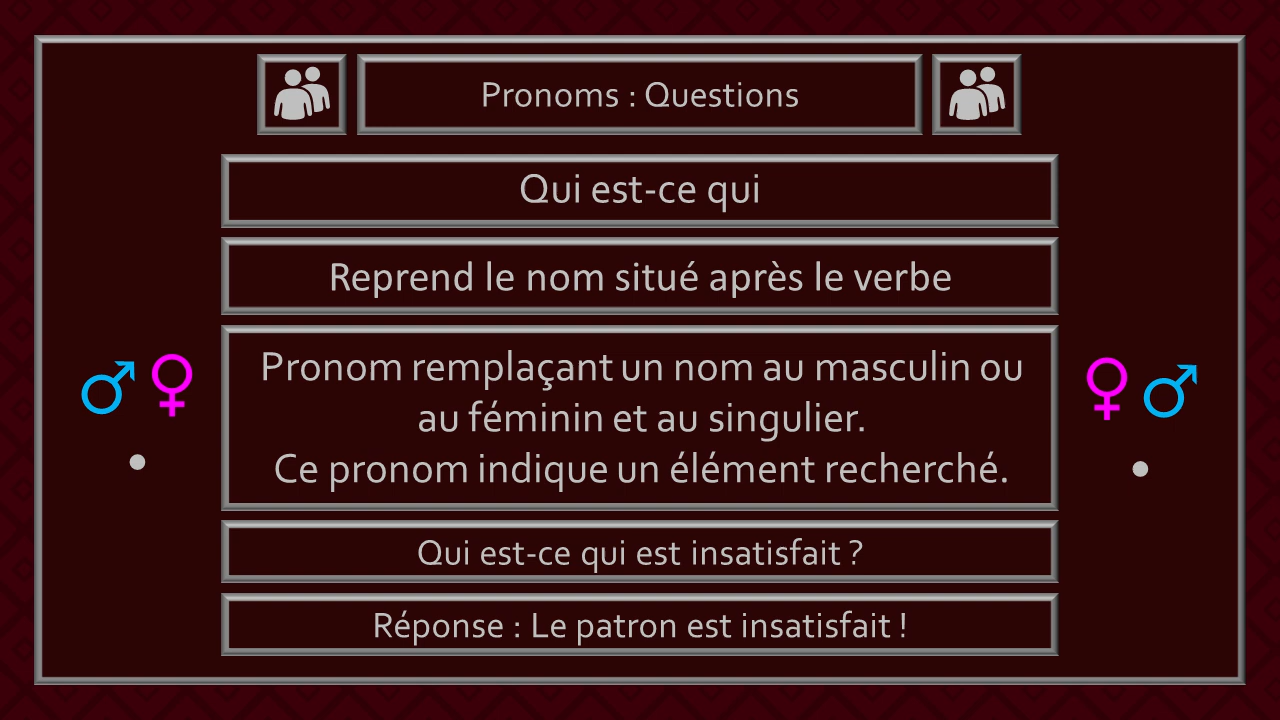 Pronoms : Questions
Qui est-ce qui
Reprend le nom situé après le verbe
Pronom remplaçant un nom au masculin ou
au féminin et au singulier.
Ce pronom indique un élément recherché.
Qui est-ce qui est insatisfait ?
Réponse : Le patron est insatisfait !